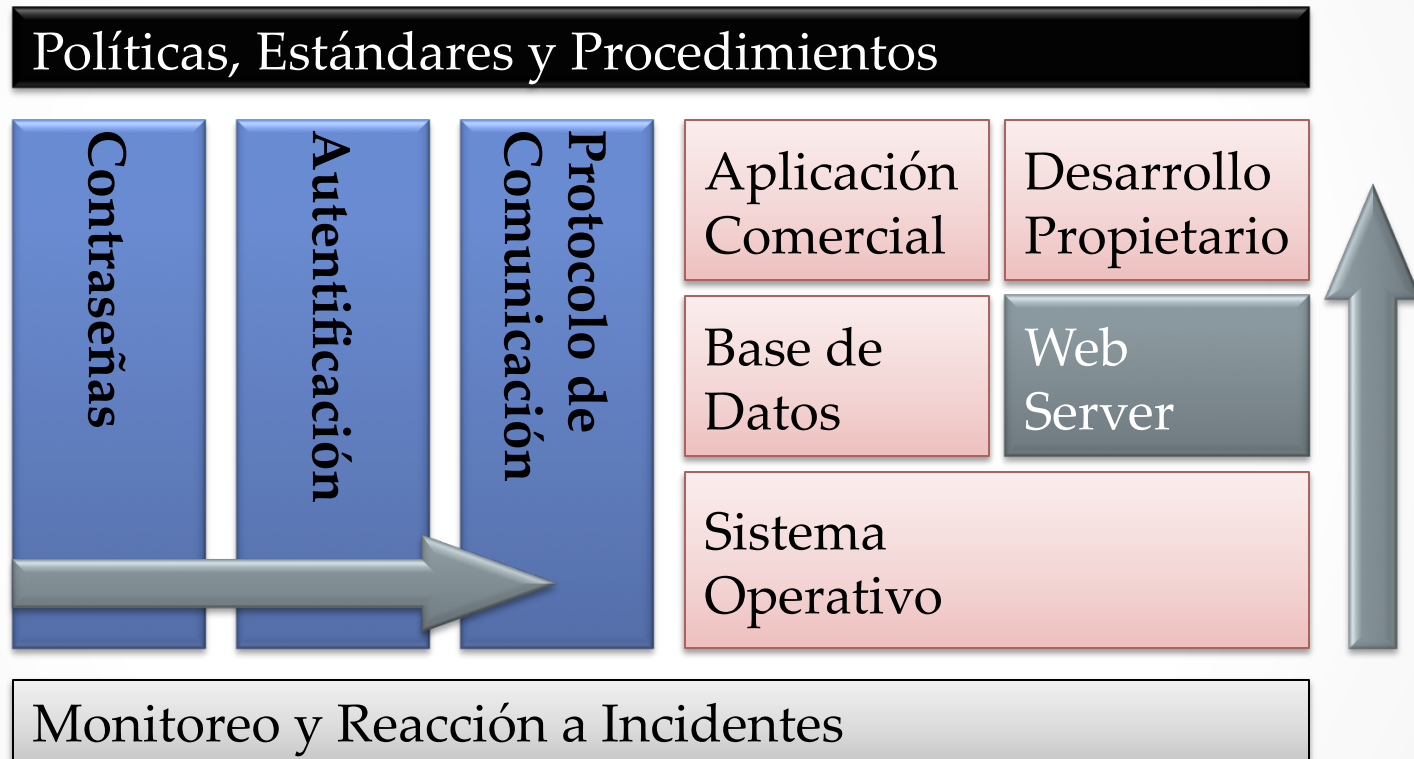 Políticas, Estándares y Procedimientos
Contraseñas
Autentificación
Protocolo de
Comunicación
Aplicación
Comercial
Desarrollo
Propietario
Base de
Datos
Web
Server
Sistema
Operativo
Monitoreo y Reacción a Incidentes